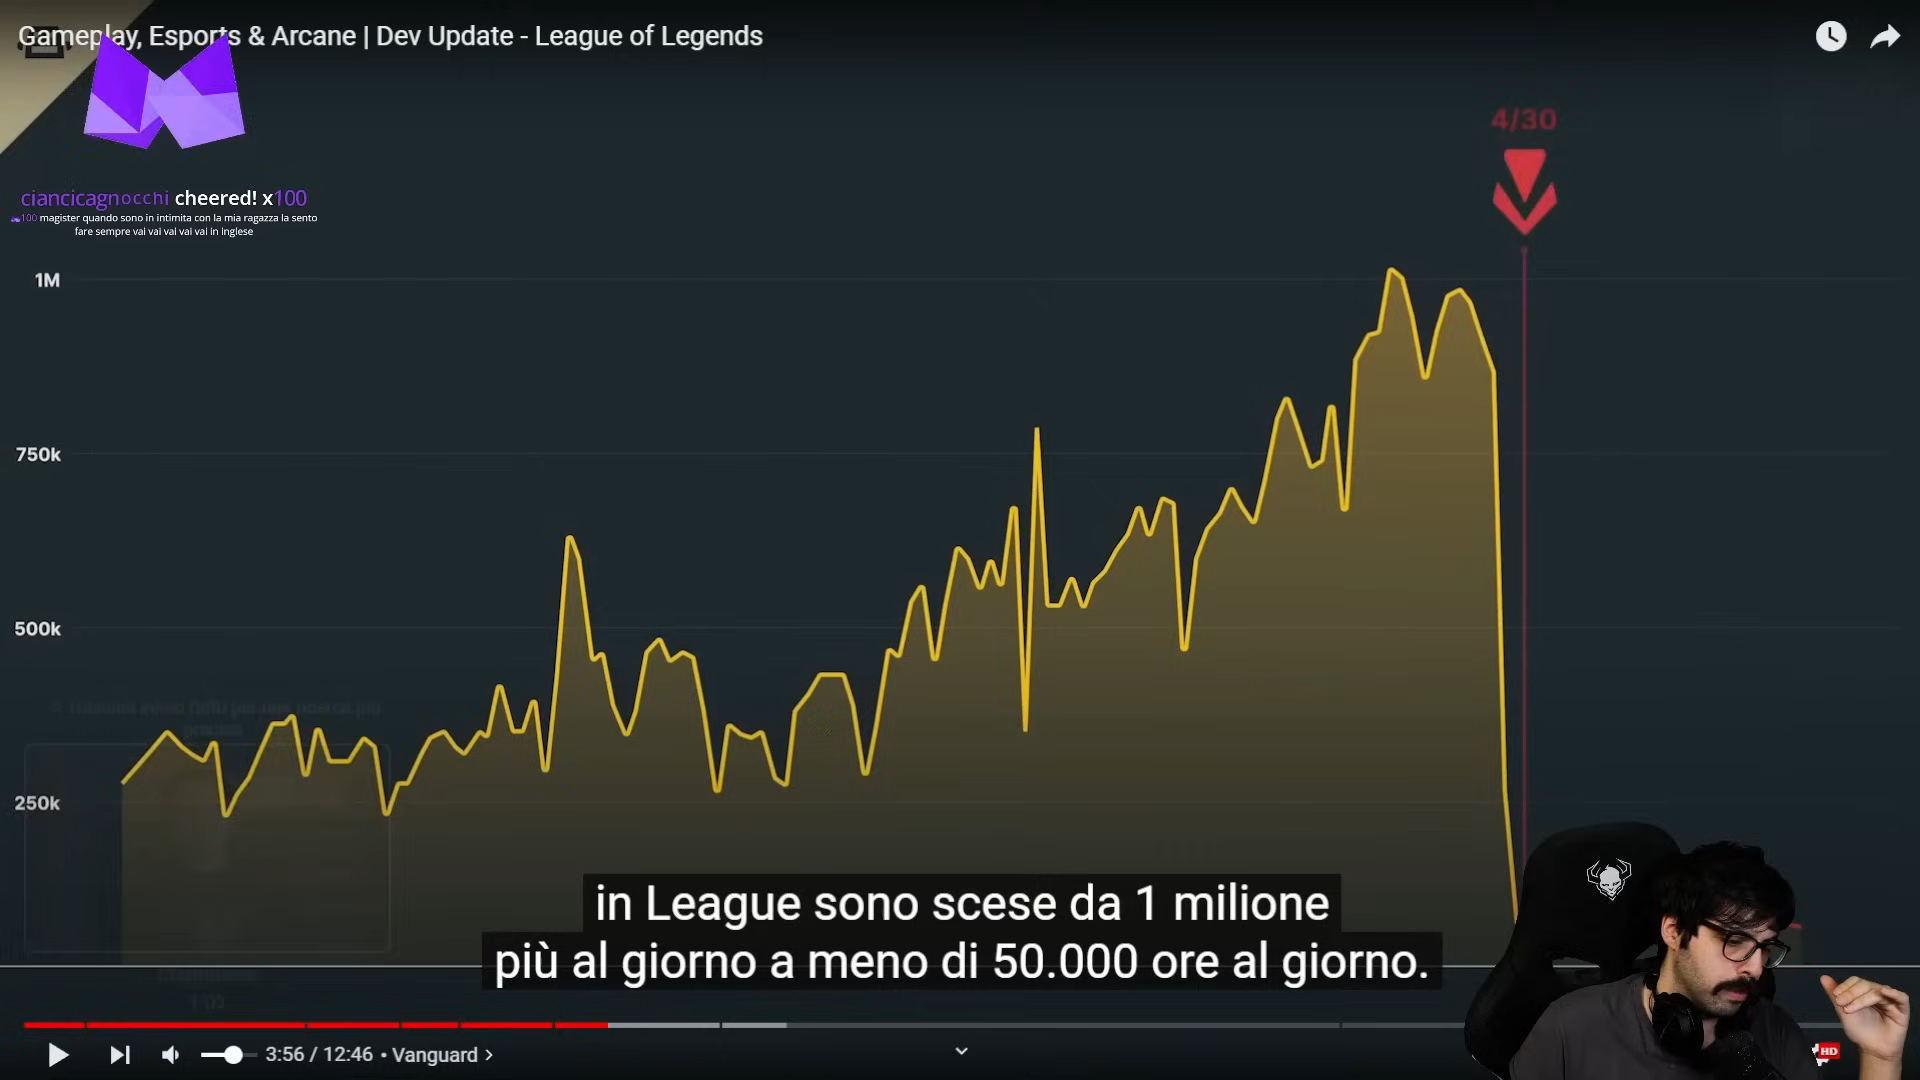 Gameplay, Esports & Arcane | Dev Update - League of Legends
ciancicagnocchi cheered! x100
100 magister quando sono in intimita con la mia ragazza la sento
fare sempre vai vai vai vai vai in inglese
4/30
1M
750k
500k
250k
in League sono scese da 1 milione
più al giorno a meno di 50.000 ore al giorno.
3:56 / 12:46 • Vanguard
HD